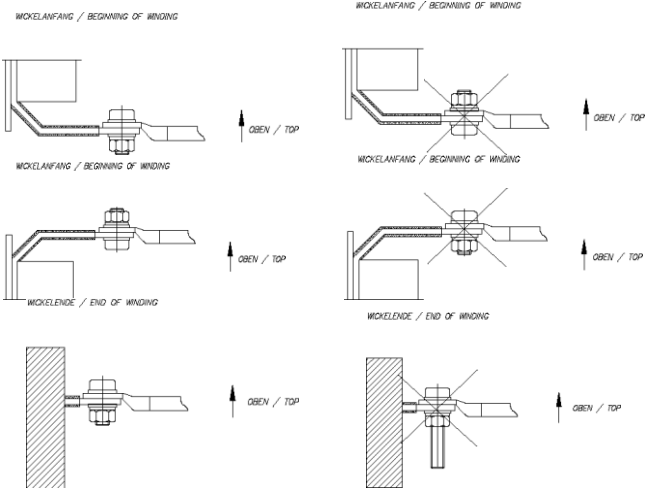 WICKELANFANG / BEGINNING OF WINDING
WICKELANFANG / BEGINNING OF WINDING
OBEN / TOP
OBEN / TOP
WICKELANFANG / BEGINNING OF WINDING
WICKELANFANG / BEGINNING OF WINDING
OBEN / TOP
OBEN / TOP
WICKELENDE / END OF WINDING
WICKELENDE / END OF WINDING
OBEN / TOP
OBEN / TOP